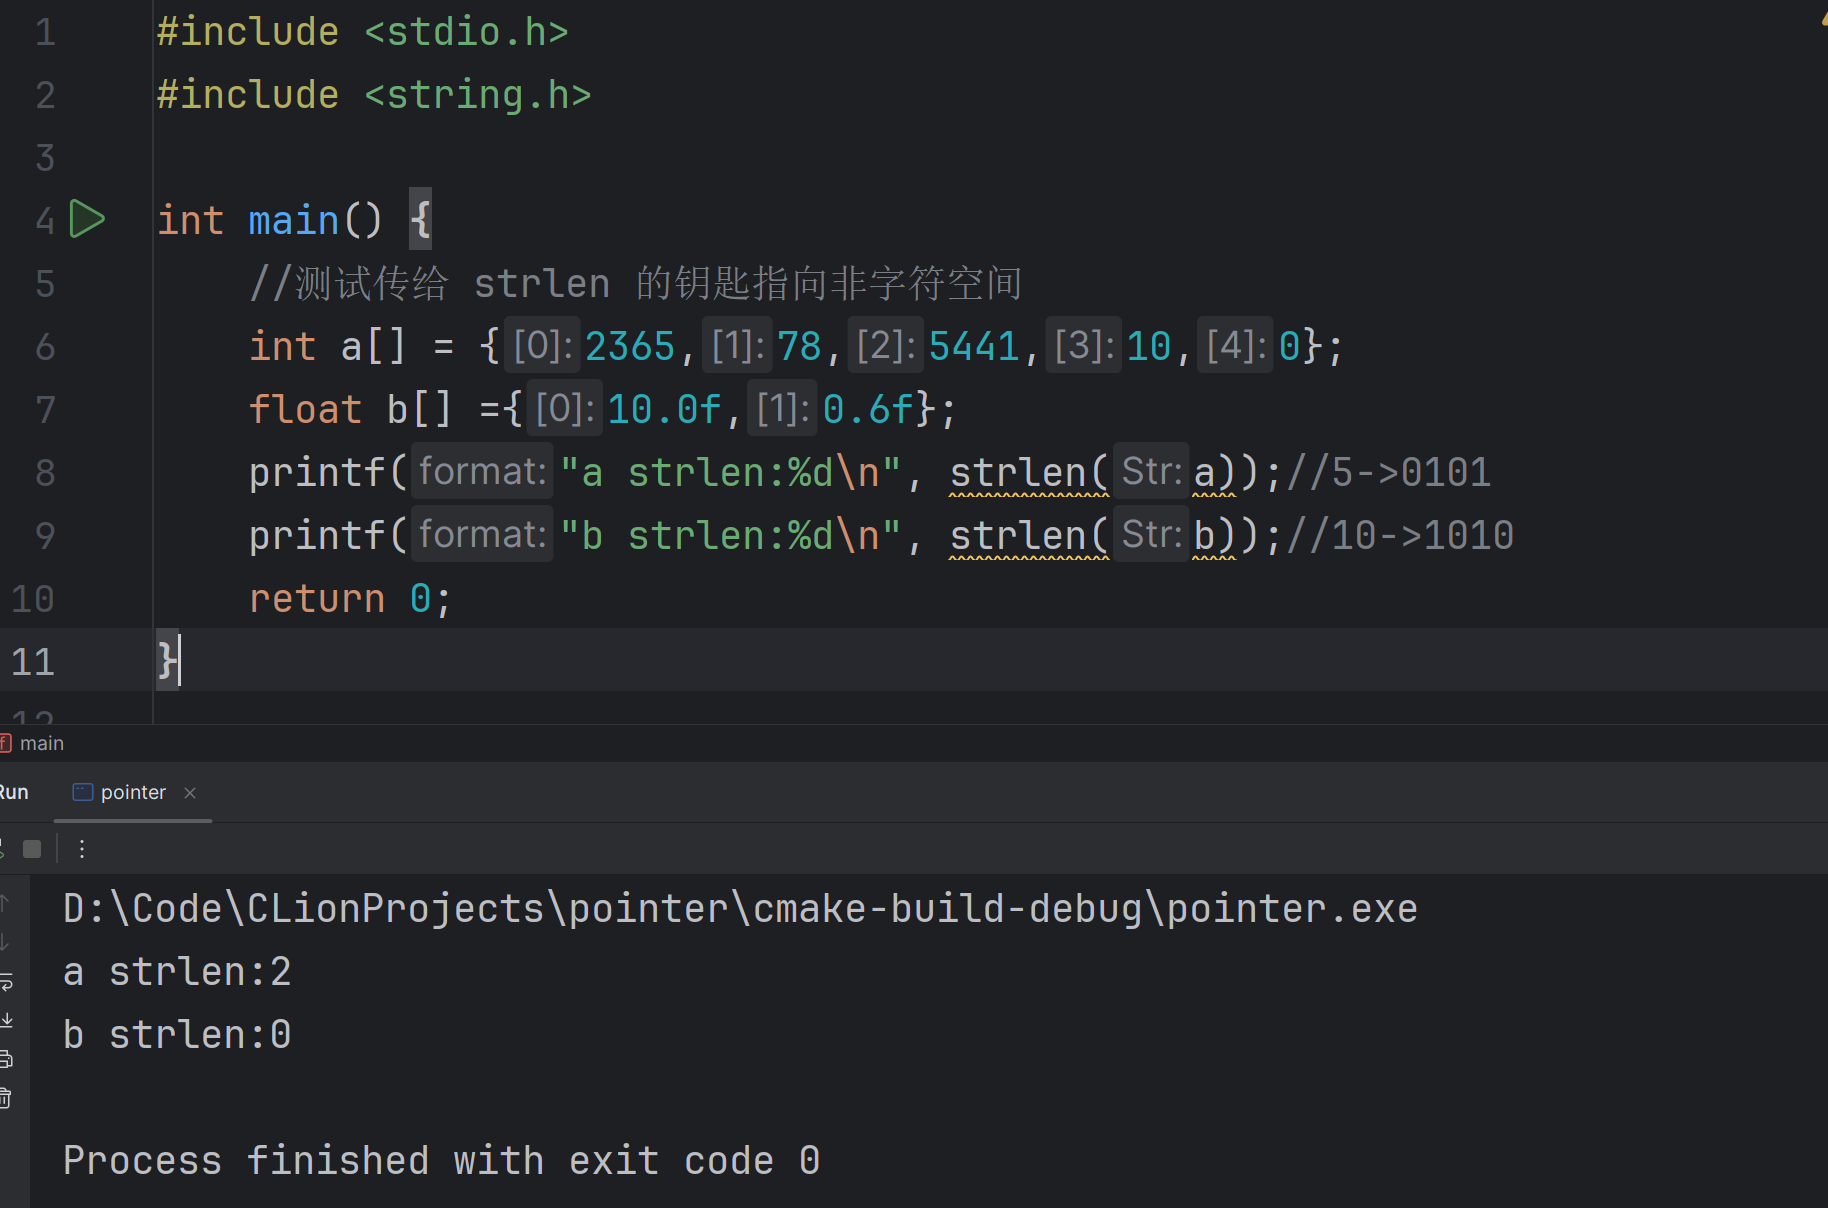 1 #include <stdio.h>
2 #include <string.h>
3
4 int main() {
5 //测试传给 strlen 的钥匙指向非字符空间
6 int a[] = {[0]:2365,[1]:78,[2]:5441,[3]:10,[4]:0};
7 float b[] ={[0]:10.0f,[1]:0.6f};
8 printf(format:"a strlen:%d\n", strlen(Str:a));//5->0101
9 printf(format:"b strlen:%d\n", strlen(Str:b));//10->1010
10 return 0;
11 }
12
f main
Run pointer ×
D:\Code\CLionProjects\pointer\cmake-build-debug\pointer.exe
a strlen:2
b strlen:0
Process finished with exit code 0